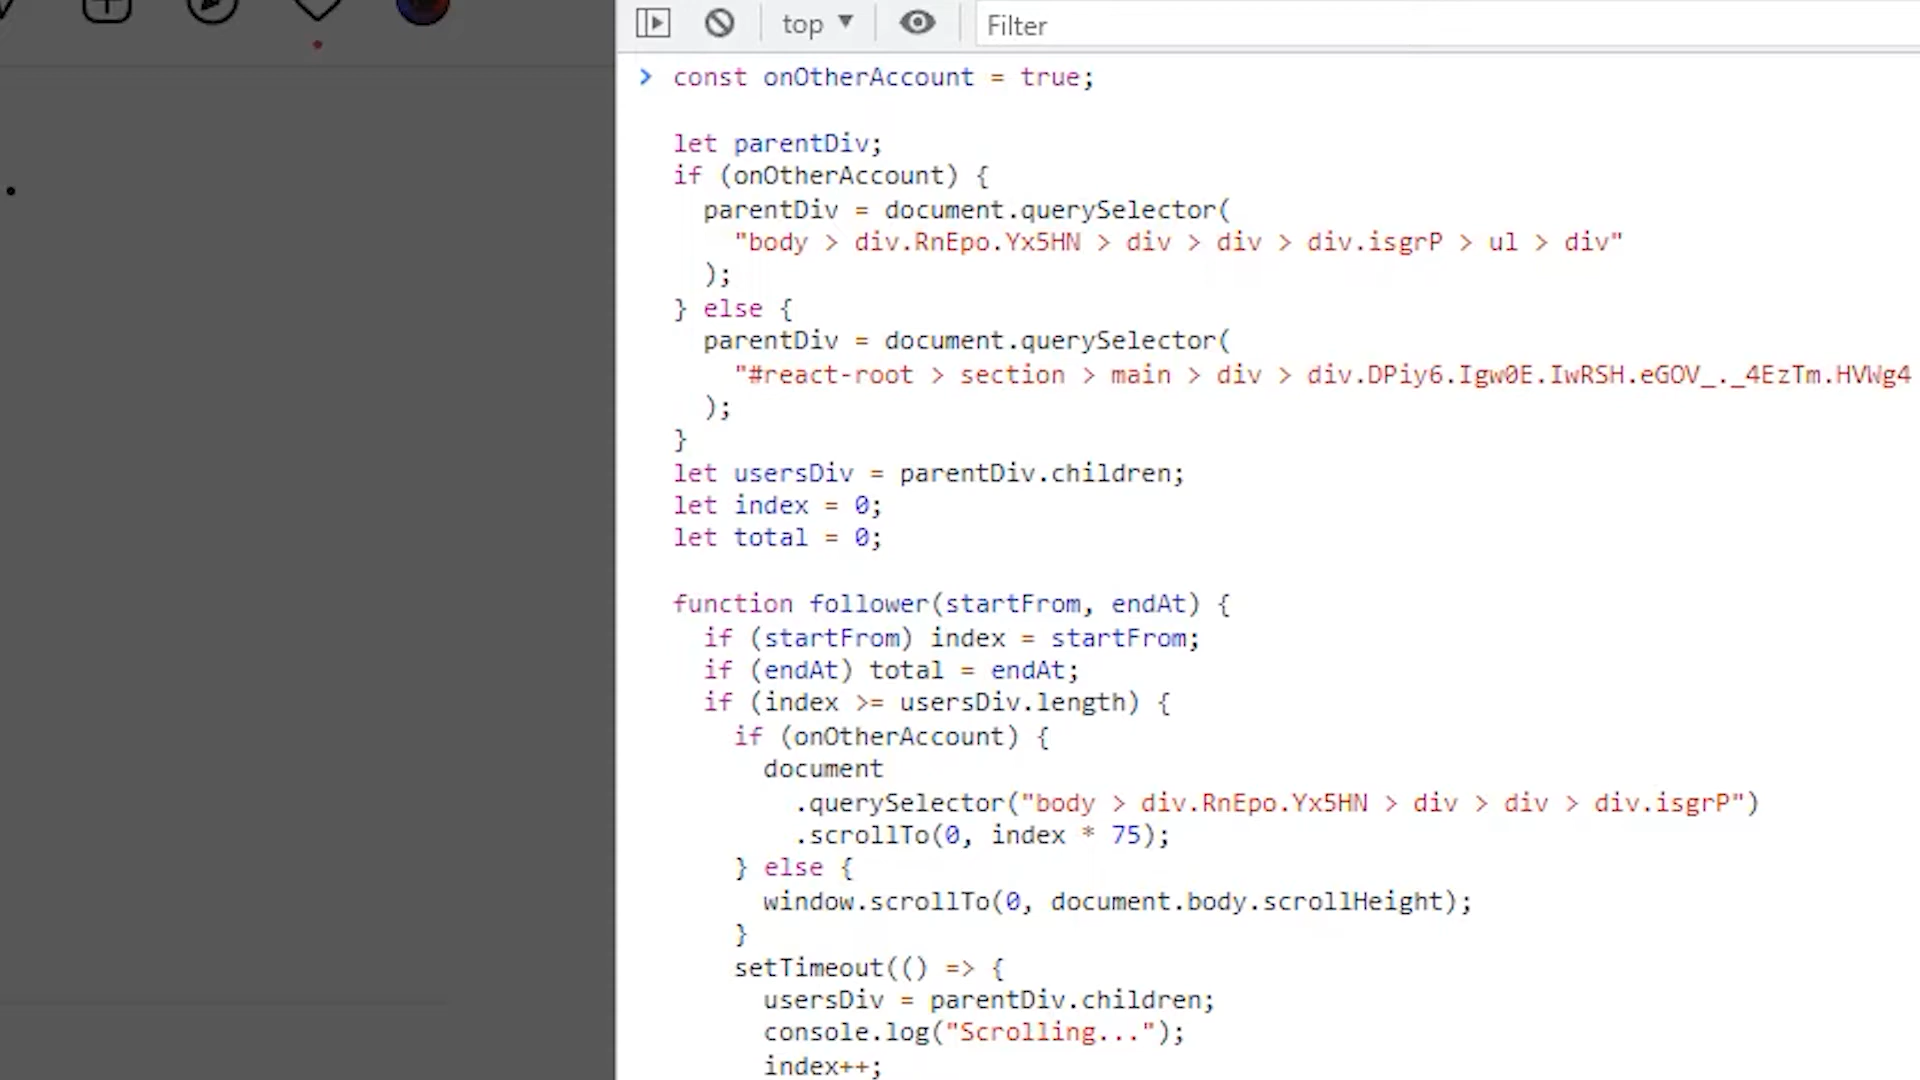 top ▼ Filter
> const onOtherAccount = true;
let parentDiv;
if (onOtherAccount) {
parentDiv = document.querySelector(
"body > div.RnEpo.Yx5HN > div > div > div.isgrP > ul > div"
);
} else {
parentDiv = document.querySelector(
"#react-root > section > main > div > div.DPiy6.Igw0E.IwRSH.eGOV_._4EzTm.HVWg4
);
}
let usersDiv = parentDiv.children;
let index = 0;
let total = 0;
function follower(startFrom, endAt) {
if (startFrom) index = startFrom;
if (endAt) total = endAt;
if (index >= usersDiv.length) {
if (onOtherAccount) {
document
.querySelector("body > div.RnEpo.Yx5HN > div > div > div.isgrP")
.scrollTo(0, index * 75);
} else {
window.scrollTo(0, document.body.scrollHeight);
}
setTimeout(() => {
usersDiv = parentDiv.children;
console.log("Scrolling...");
index++;